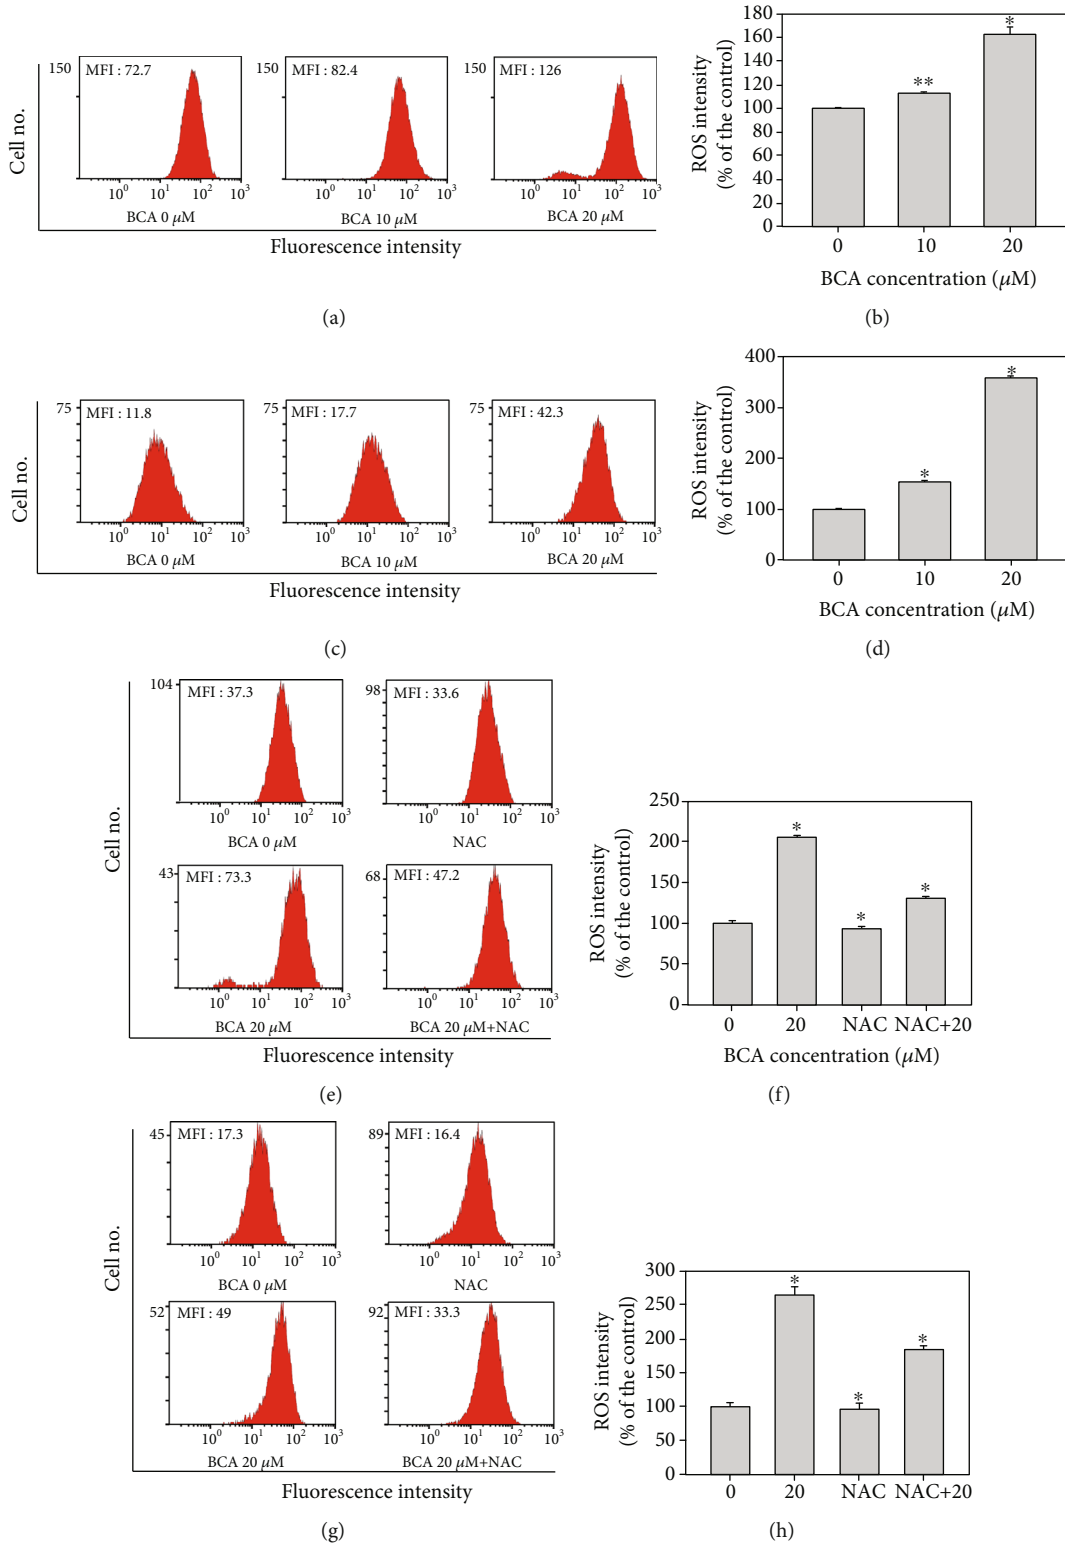 150
MFI : 72.7
150
MFI : 82.4
150
MFI : 126
Cell no.
10⁰ 10¹ 10² 10³
10⁰ 10¹ 10² 10³
10⁰ 10¹ 10² 10³
BCA 0 μM
BCA 10 μM
BCA 20 μM
Fluorescence intensity
(a)
ROS intensity
(% of the control)
180
160
140
120
100
80
60
40
20
0
**
*
0 10 20
BCA concentration (μM)
(b)
75
MFI : 11.8
75
MFI : 17.7
75
MFI : 42.3
Cell no.
10⁰ 10¹ 10² 10³
10⁰ 10¹ 10² 10³
10⁰ 10¹ 10² 10³
BCA 0 μM
BCA 10 μM
BCA 20 μM
Fluorescence intensity
(c)
ROS intensity
(% of the control)
400
300
200
100
0
*
*
0 10 20
BCA concentration (μM)
(d)
104
MFI : 37.3
98
MFI : 33.6
10⁰ 10¹ 10² 10³
10⁰ 10¹ 10² 10³
BCA 0 μM
NAC
Cell no.
43
MFI : 73.3
68
MFI : 47.2
10⁰ 10¹ 10² 10³
10⁰ 10¹ 10² 10³
BCA 20 μM
BCA 20 μM+NAC
Fluorescence intensity
(e)
ROS intensity
(% of the control)
250
200
150
100
50
0
*
*
*
0 20 NAC NAC+20
BCA concentration (μM)
(f)
45
MFI : 17.3
89
MFI : 16.4
10⁰ 10¹ 10² 10³
10⁰ 10¹ 10² 10³
BCA 0 μM
NAC
Cell no.
52
MFI : 49
92
MFI : 33.3
10⁰ 10¹ 10² 10³
10⁰ 10¹ 10² 10³
BCA 20 μM
BCA 20 μM+NAC
Fluorescence intensity
(g)
ROS intensity
(% of the control)
300
250
200
150
100
50
0
*
*
*
0 20 NAC NAC+20
(h)